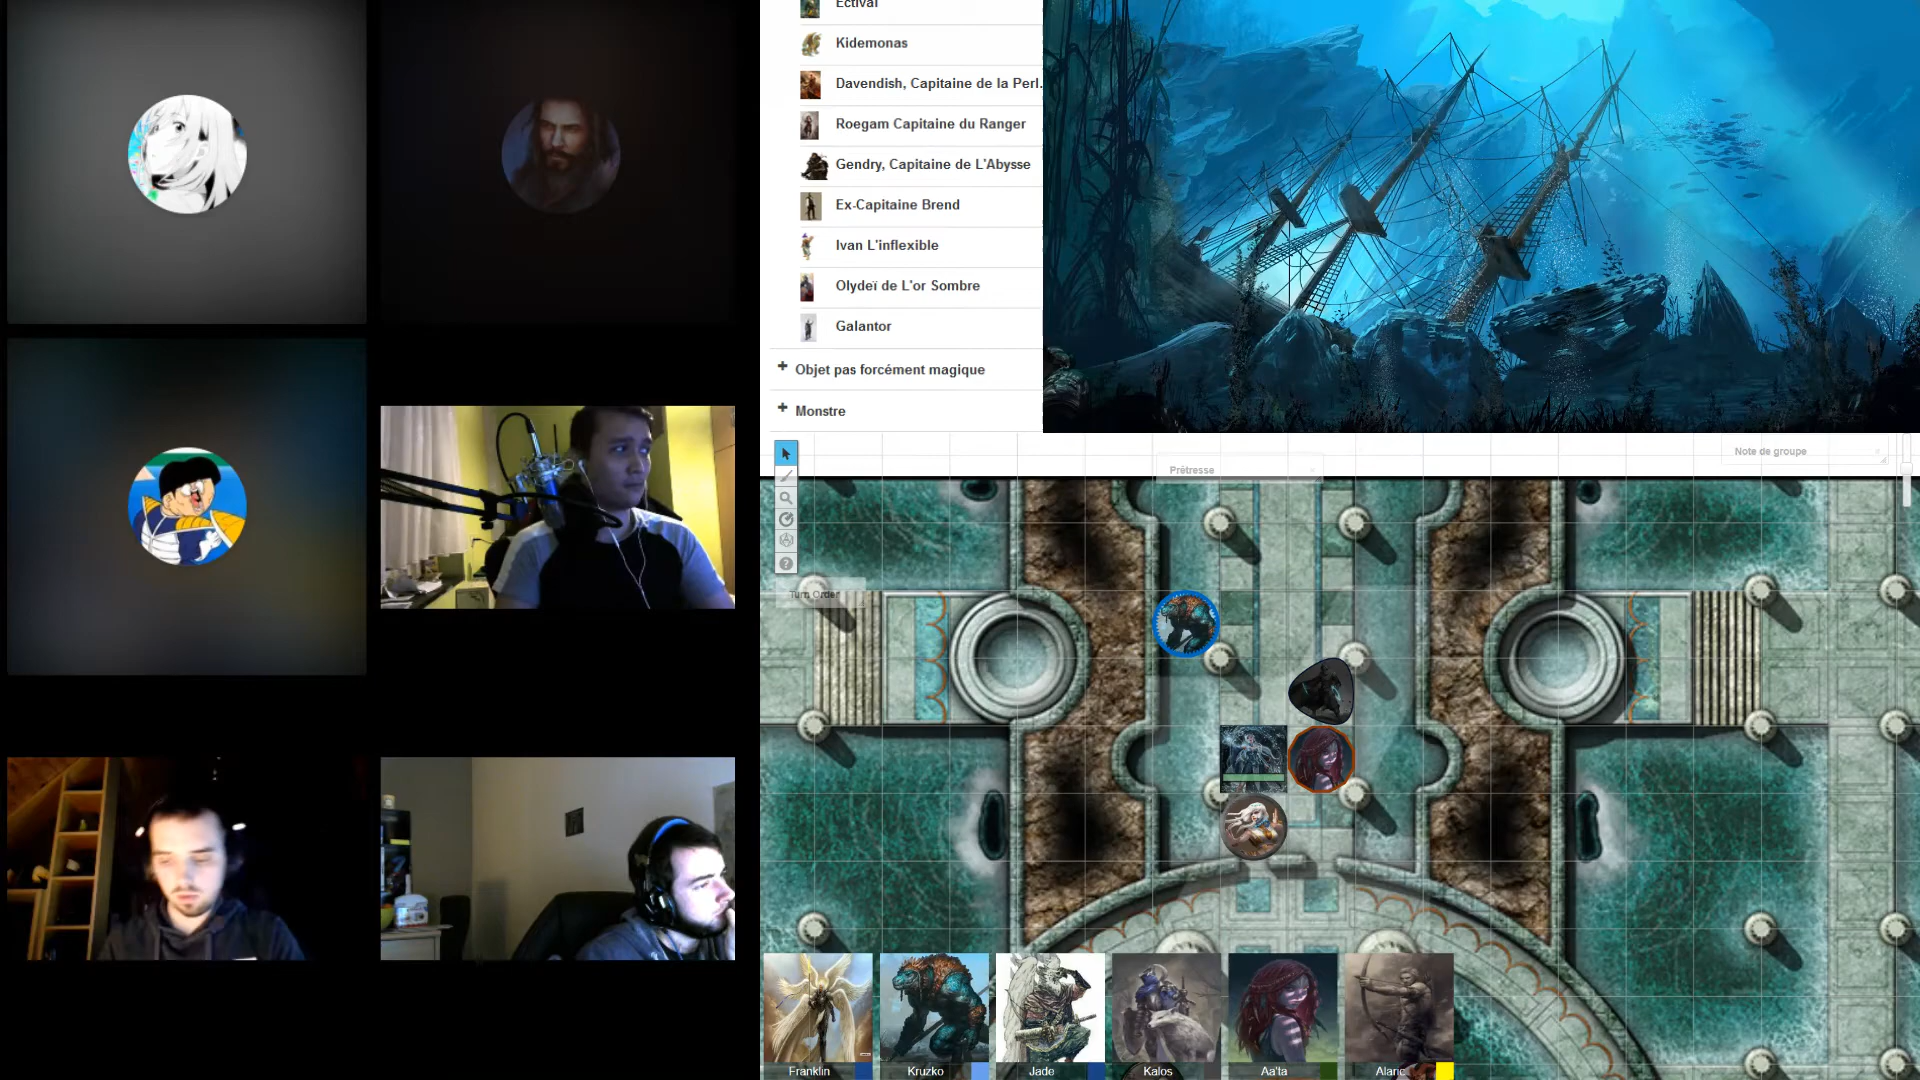 Ectival
Kidemonas
Davendish, Capitaine de la Perl.
Roegam Capitaine du Ranger
Gendry, Capitaine de L'Abysse
Ex-Capitaine Brend
Ivan L'inflexible
Olydeï de L'or Sombre
Galantor
Objet pas forcément magique
Monstre
Note de groupe
Prêtresse
Turn Order
Franklin
Kruzko
Jade
Kalos
Aa'ta
Alaric